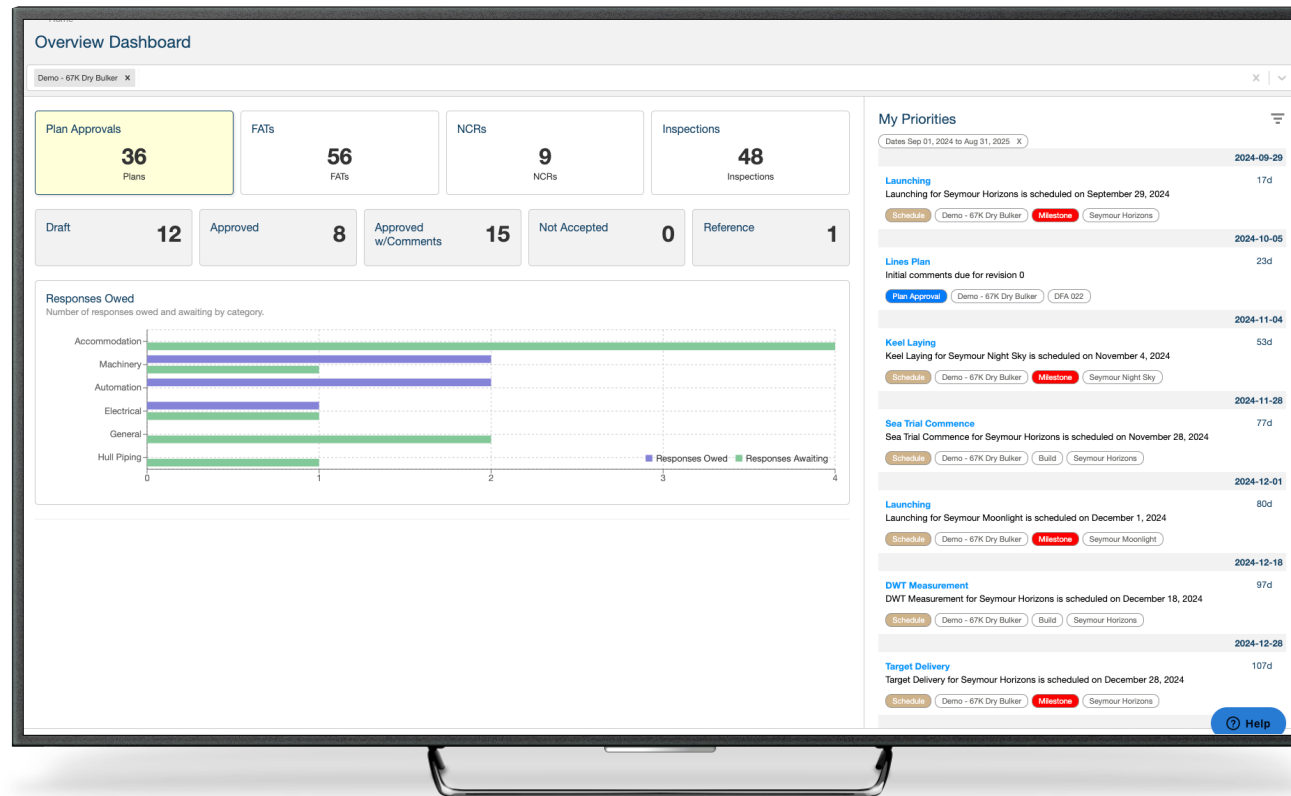 Home
Overview Dashboard
Demo - 67K Dry Bulker x
X
Plan Approvals
36
Plans
FATs
56
FATs
NCRs
9
NCRs
Inspections
48
Inspections
Draft
12
Approved
8
Approved
w/Comments
15
Not Accepted
0
Reference
1
Responses Owed
Number of responses owed and awaiting by category.
Accommodation
Machinery
Automation
Electrical
General
Hull Piping
Responses Owed Responses Awaiting
0 1 2 3 4
My Priorities
Dates Sep 01, 2024 to Aug 31, 2025 X
2024-09-29
Launching 17d
Launching for Seymour Horizons is scheduled on September 29, 2024
Schedule Demo - 67K Dry Bulker Milestone Seymour Horizons
2024-10-05
Lines Plan 23d
Initial comments due for revision 0
Plan Approval Demo - 67K Dry Bulker DFA 022
2024-11-04
Keel Laying 53d
Keel Laying for Seymour Night Sky is scheduled on November 4, 2024
Schedule Demo - 67K Dry Bulker Milestone Seymour Night Sky
2024-11-28
Sea Trial Commence 77d
Sea Trial Commence for Seymour Horizons is scheduled on November 28, 2024
Schedule Demo - 67K Dry Bulker Build Seymour Horizons
2024-12-01
Launching 80d
Launching for Seymour Moonlight is scheduled on December 1, 2024
Schedule Demo - 67K Dry Bulker Milestone Seymour Moonlight
2024-12-18
DWT Measurement 97d
DWT Measurement for Seymour Horizons is scheduled on December 18, 2024
Schedule Demo - 67K Dry Bulker Build Seymour Horizons
2024-12-28
Target Delivery 107d
Target Delivery for Seymour Horizons is scheduled on December 28, 2024
Schedule Demo - 67K Dry Bulker Milestone Seymour Horizons
? Help